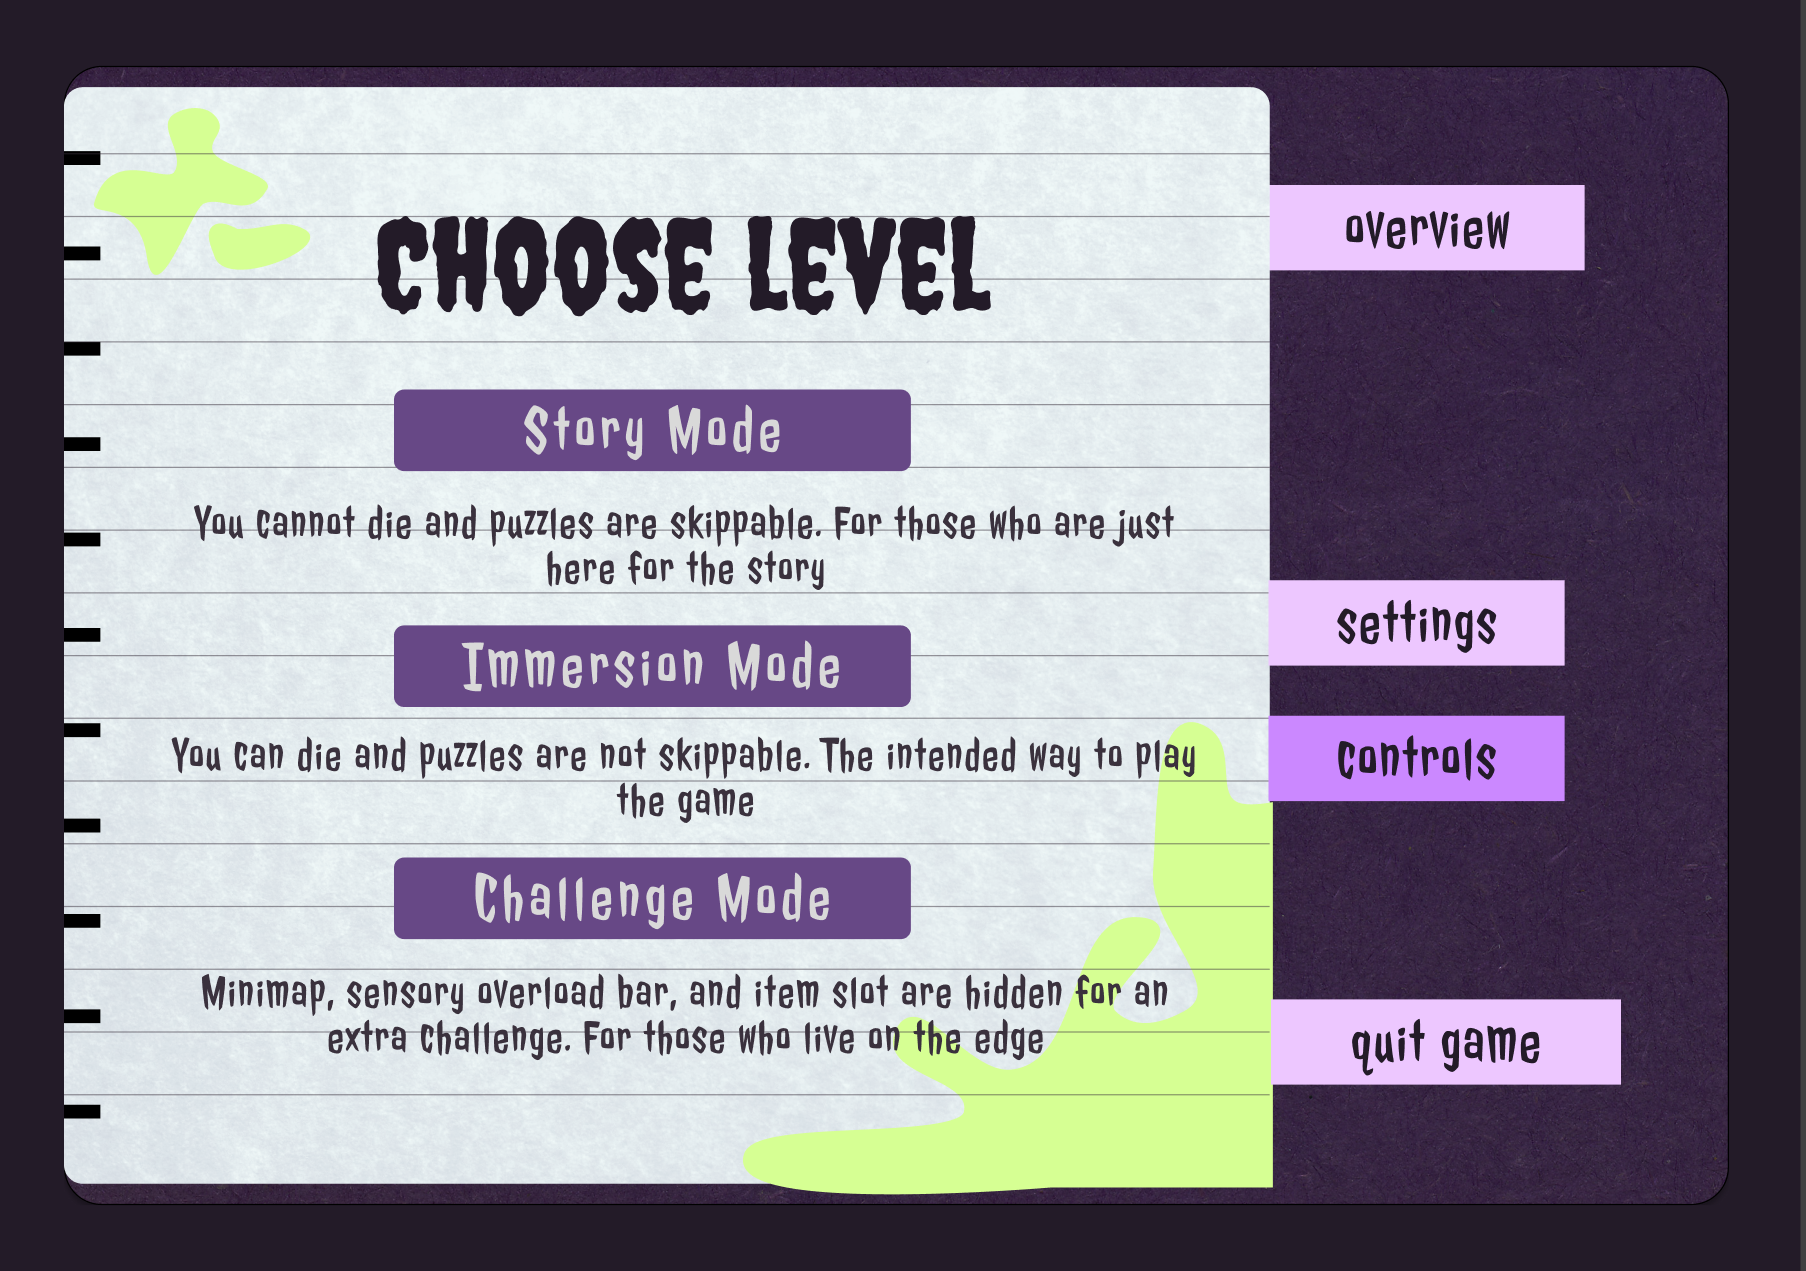 CHOOSE LEVEL
Story Mode
You cannot die and puzzles are skippable. For those who are just
here for the story
Immersion Mode
You can die and puzzles are not skippable. The intended way to play
the game
Challenge Mode
Minimap, sensory overload bar, and item slot are hidden for an
extra challenge. For those who live on the edge
overview
settings
controls
quit game